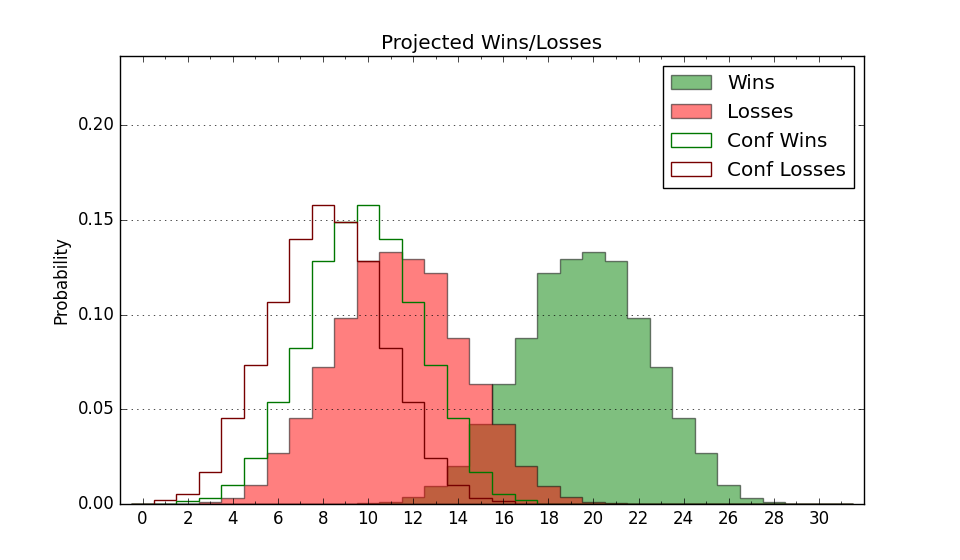 Projected Wins/Losses
Wins
Losses
Conf Wins
Conf Losses
Probability
0.20
0.15
0.10
0.05
0.00
0 2 4 6 8 10 12 14 16 18 20 22 24 26 28 30